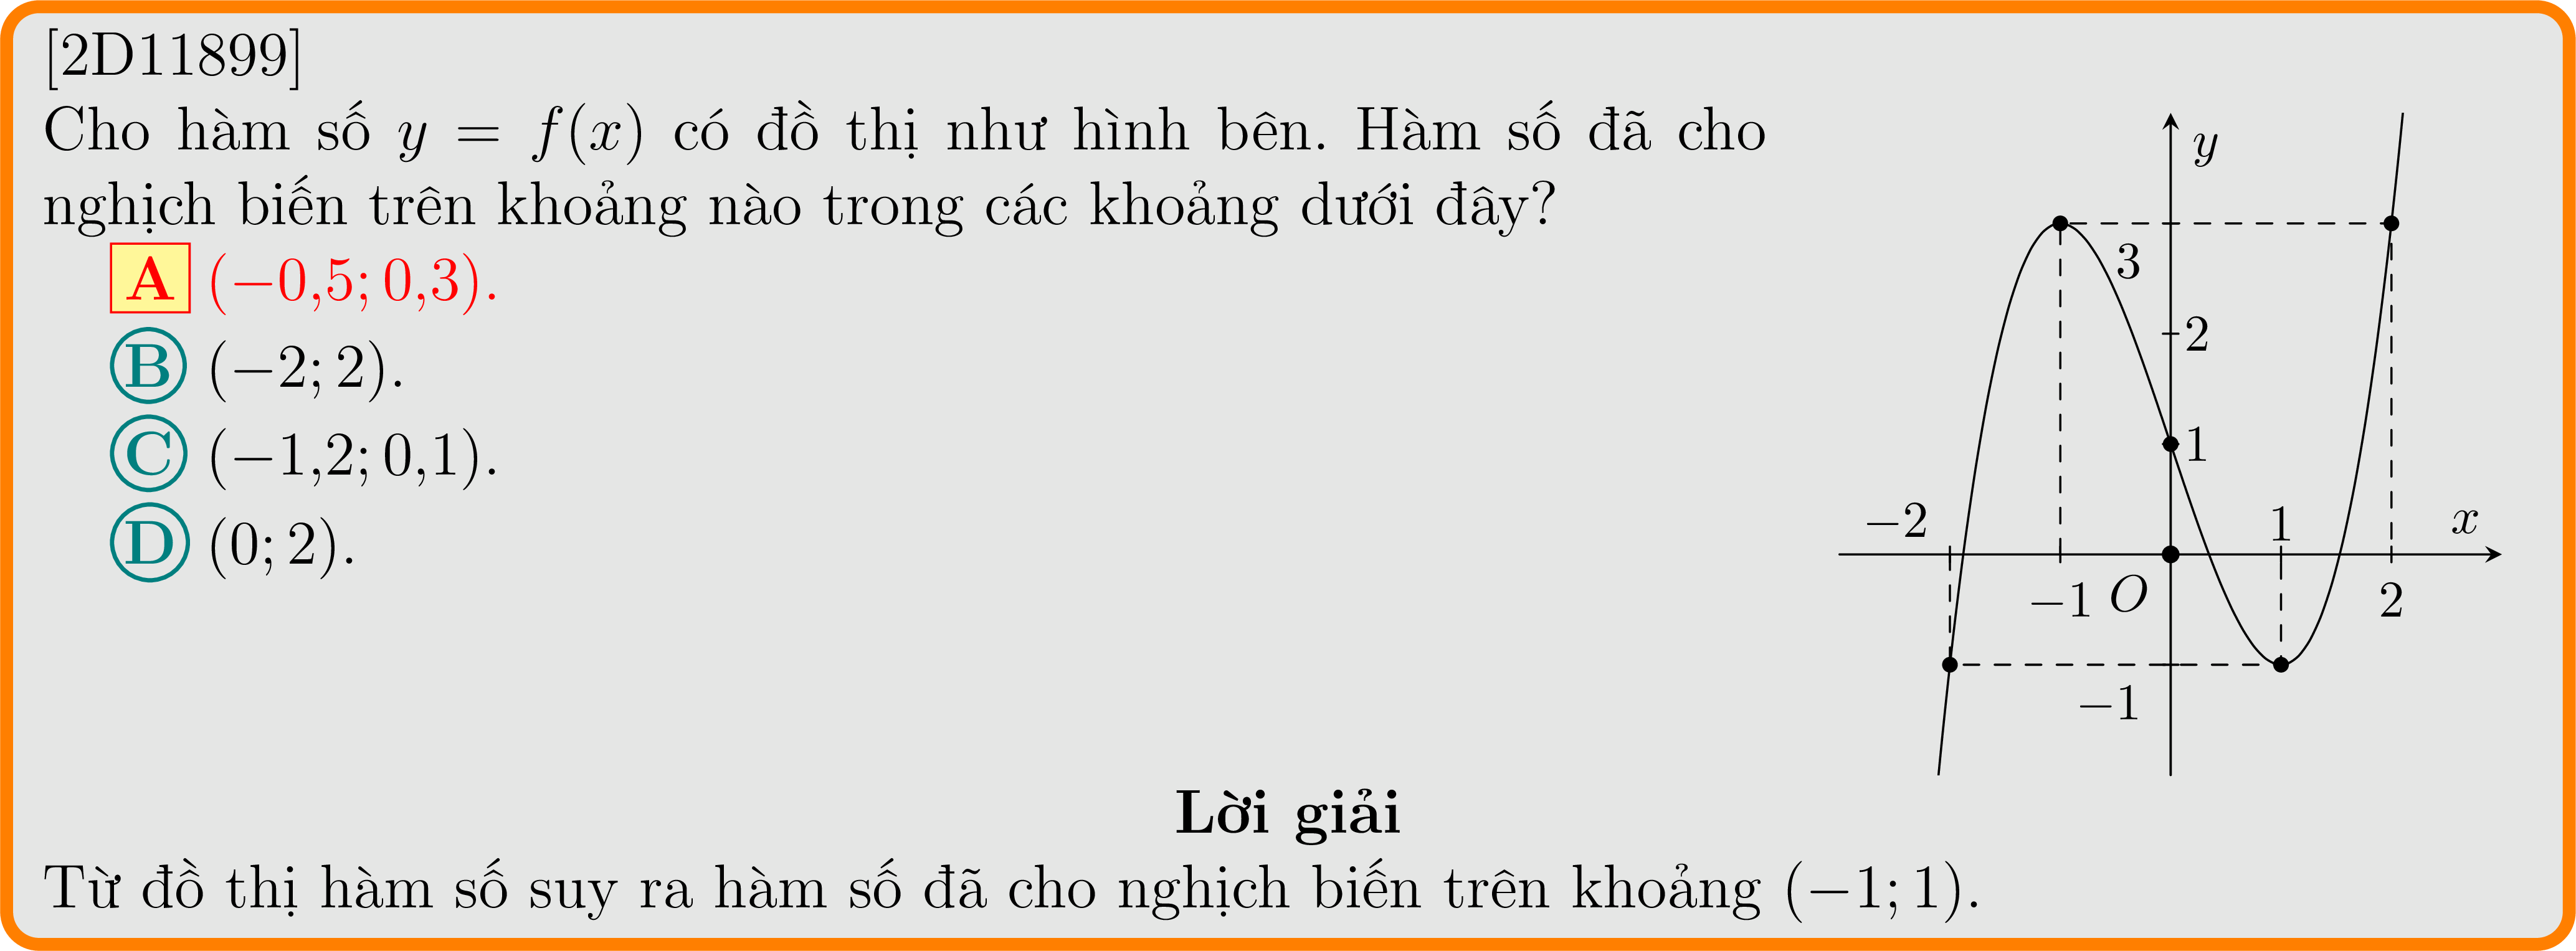 [2D11899]
Cho hàm số y = f(x) có đồ thị như hình bên. Hàm số đã cho
nghịch biến trên khoảng nào trong các khoảng dưới đây?
A (−0,5; 0,3).
B (−2; 2).
C (−1,2; 0,1).
D (0; 2).
y
3
2
1
−2
1
x
−1
O
2
−1
Lời giải
Từ đồ thị hàm số suy ra hàm số đã cho nghịch biến trên khoảng (−1; 1).